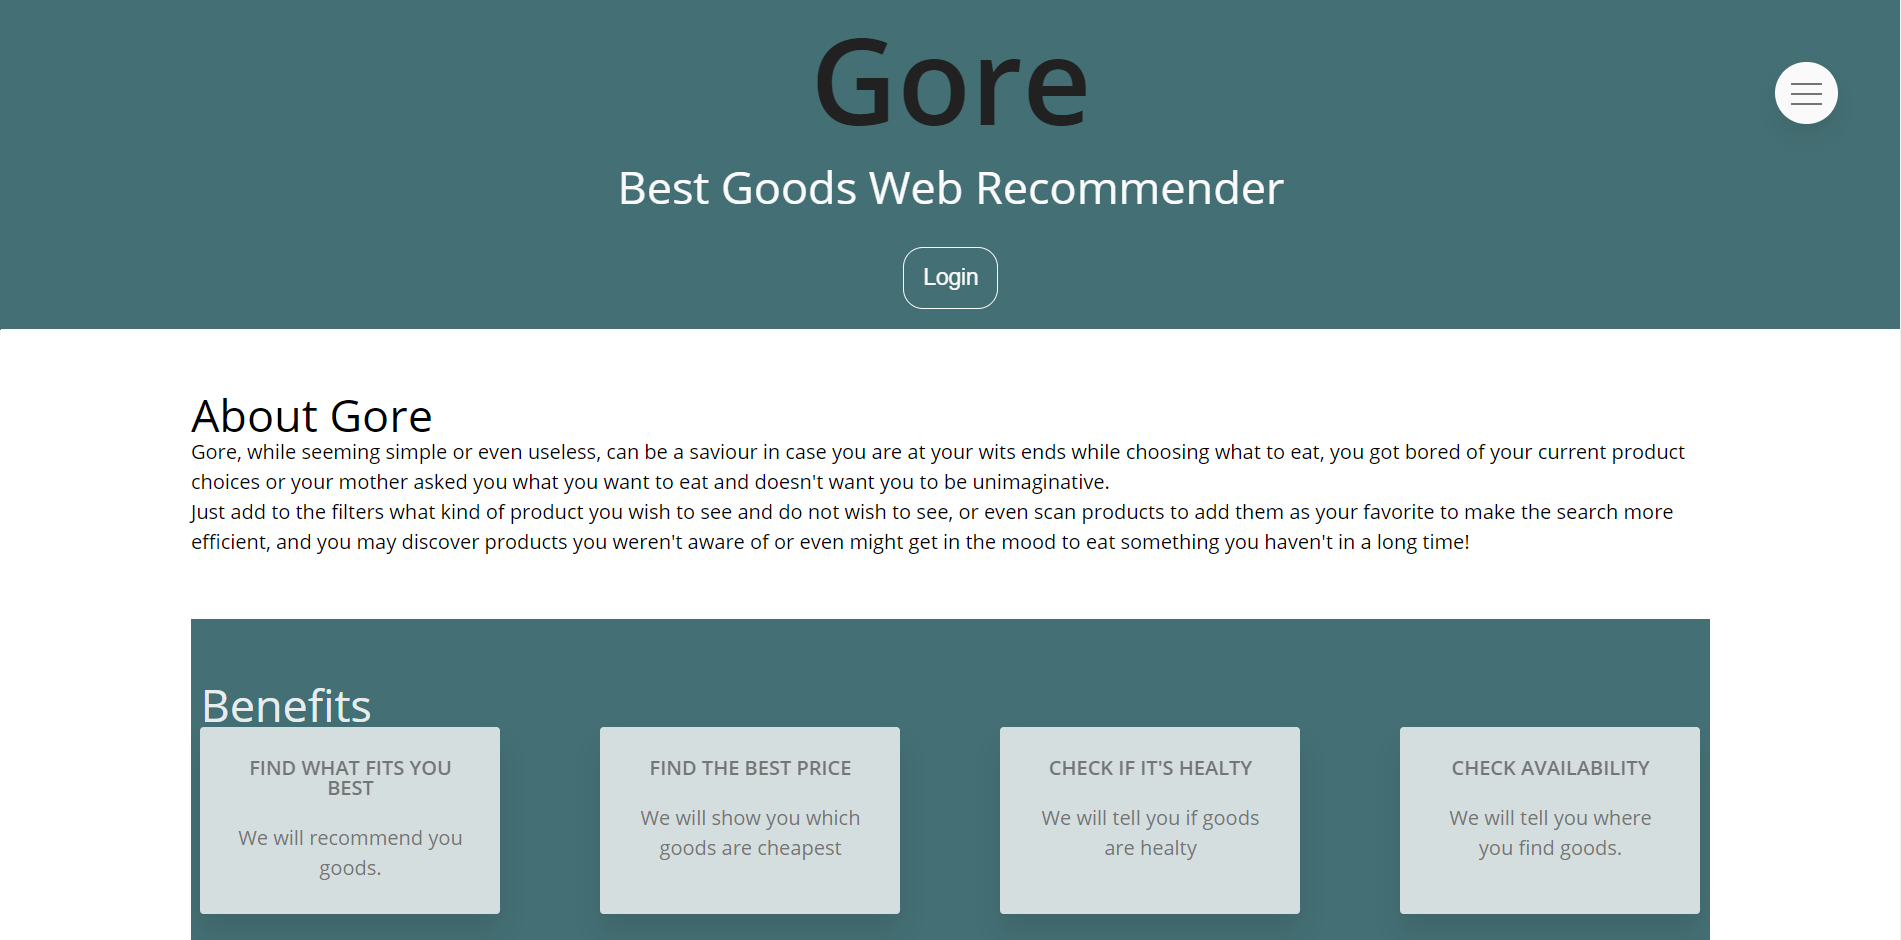 Gore
Best Goods Web Recommender
Login
About Gore
Gore, while seeming simple or even useless, can be a saviour in case you are at your wits ends while choosing what to eat, you got bored of your current product
choices or your mother asked you what you want to eat and doesn't want you to be unimaginative.
Just add to the filters what kind of product you wish to see and do not wish to see, or even scan products to add them as your favorite to make the search more
efficient, and you may discover products you weren't aware of or even might get in the mood to eat something you haven't in a long time!
Benefits
FIND WHAT FITS YOU
BEST
We will recommend you
goods.
FIND THE BEST PRICE
We will show you which
goods are cheapest
CHECK IF IT'S HEALTY
We will tell you if goods
are healty
CHECK AVAILABILITY
We will tell you where
you find goods.